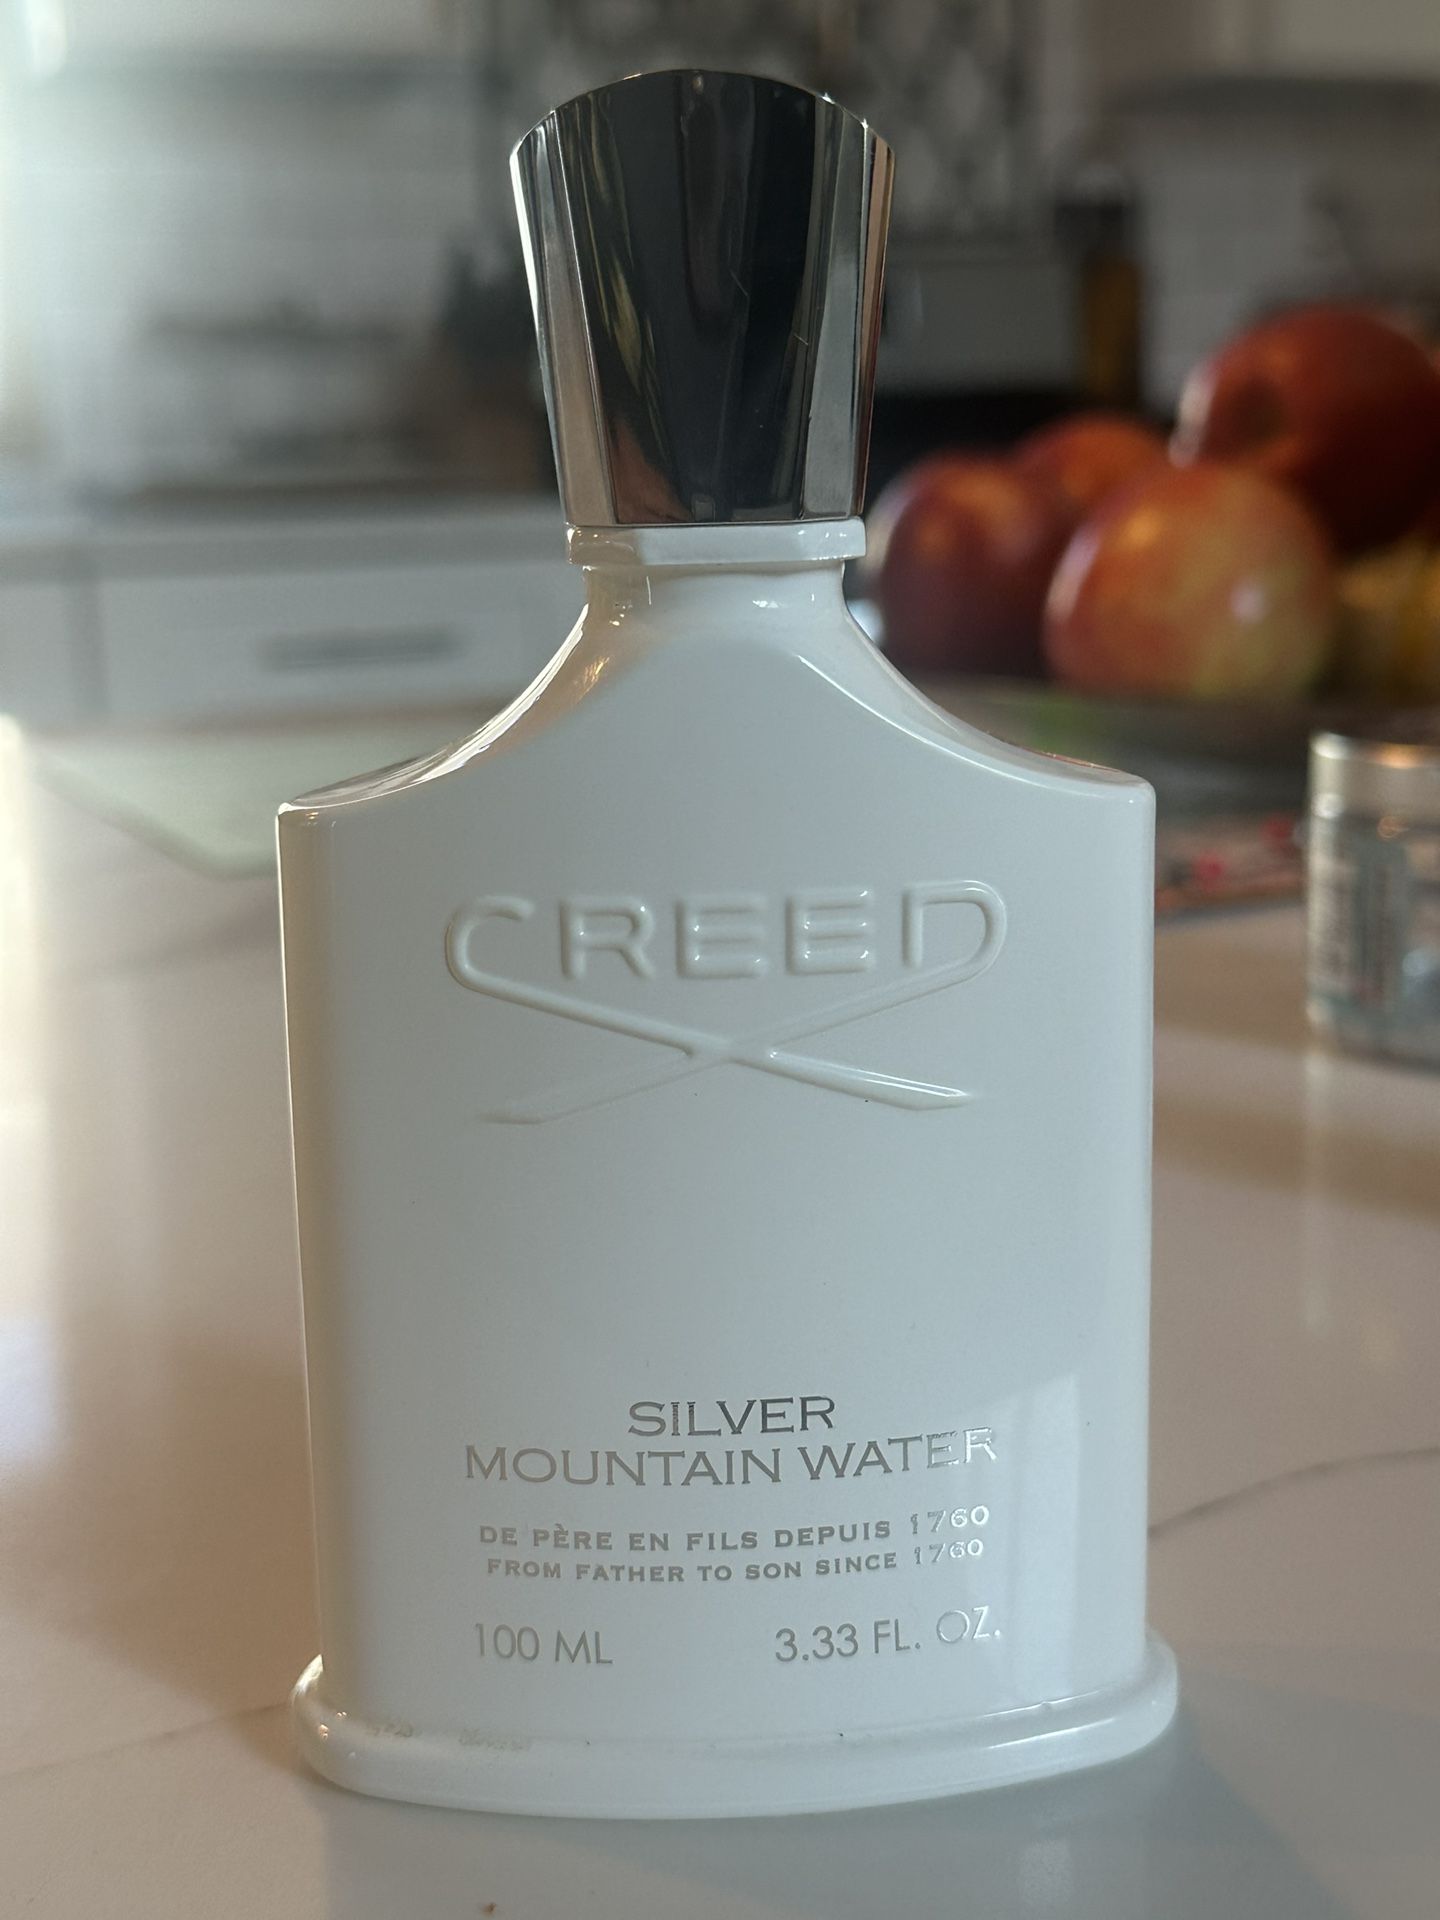 CREED
SILVER
MOUNTAIN WATER
DE PÈRE EN FILS DEPUIS 1760
FROM FATHER TO SON SINCE 1760
100 ML 3.33 FL. OZ.